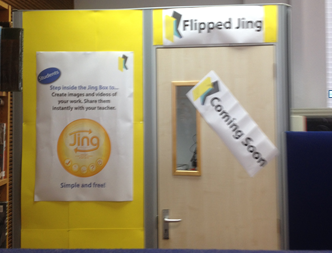 Flipped Jing
Students
Step inside the Jing Box to...
Create images and videos of
your work. Share them
instantly with your teacher.
Jing
Simple and free!
Coming Soon